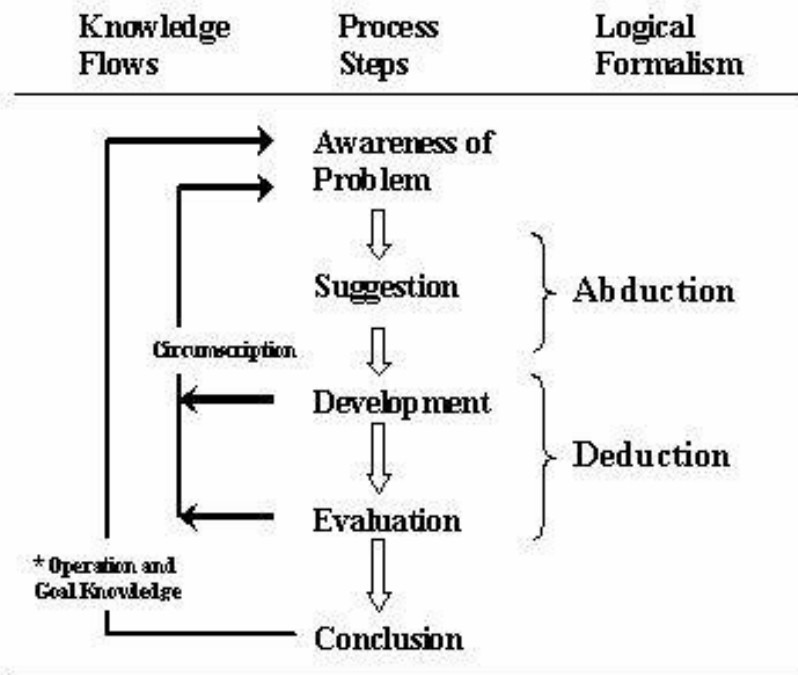 Knowledge Flows
Process Steps
Logical Formalism
Awareness of
Problem
Suggestion
Abduction
Circumscription
Development
Deduction
Evaluation
* Operation and
Goal Knowledge
Conclusion